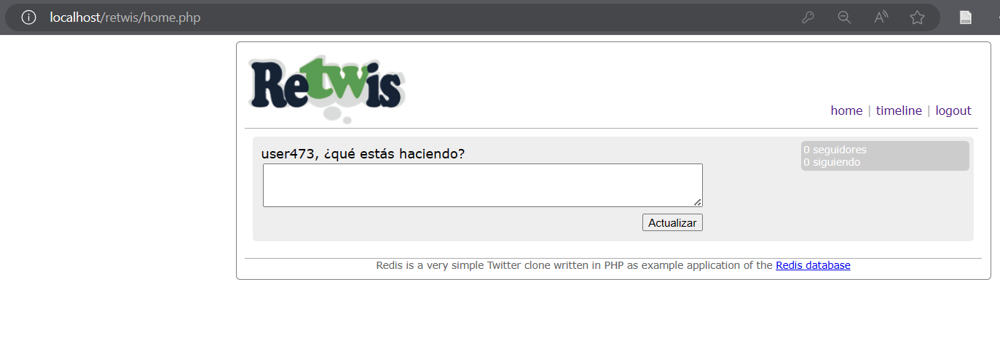 localhost/retwis/home.php
Retwis
home | timeline | logout
user473, ¿qué estás haciendo?
0 seguidores
0 siguiendo
Actualizar
Redis is a very simple Twitter clone written in PHP as example application of the Redis database